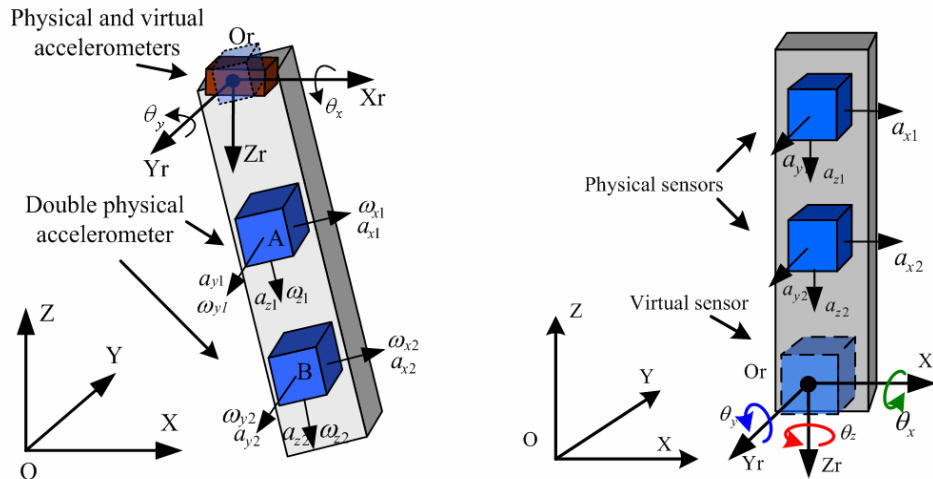 Physical and virtual
accelerometers
Or
Xr
θx
θy
Yr
Zr
Double physical
accelerometer
A
ωx1
ax1
ay1
ωy1
az1 ωz1
B
ωx2
ax2
ωy2
ay2
az2 ωz2
Z
Y
X
O
ax1
ay
az1
Physical sensors
ax2
ay2
az2
Virtual sensor
Or
X
θx
θy
θz
Yr
Zr
Z
Y
X
O